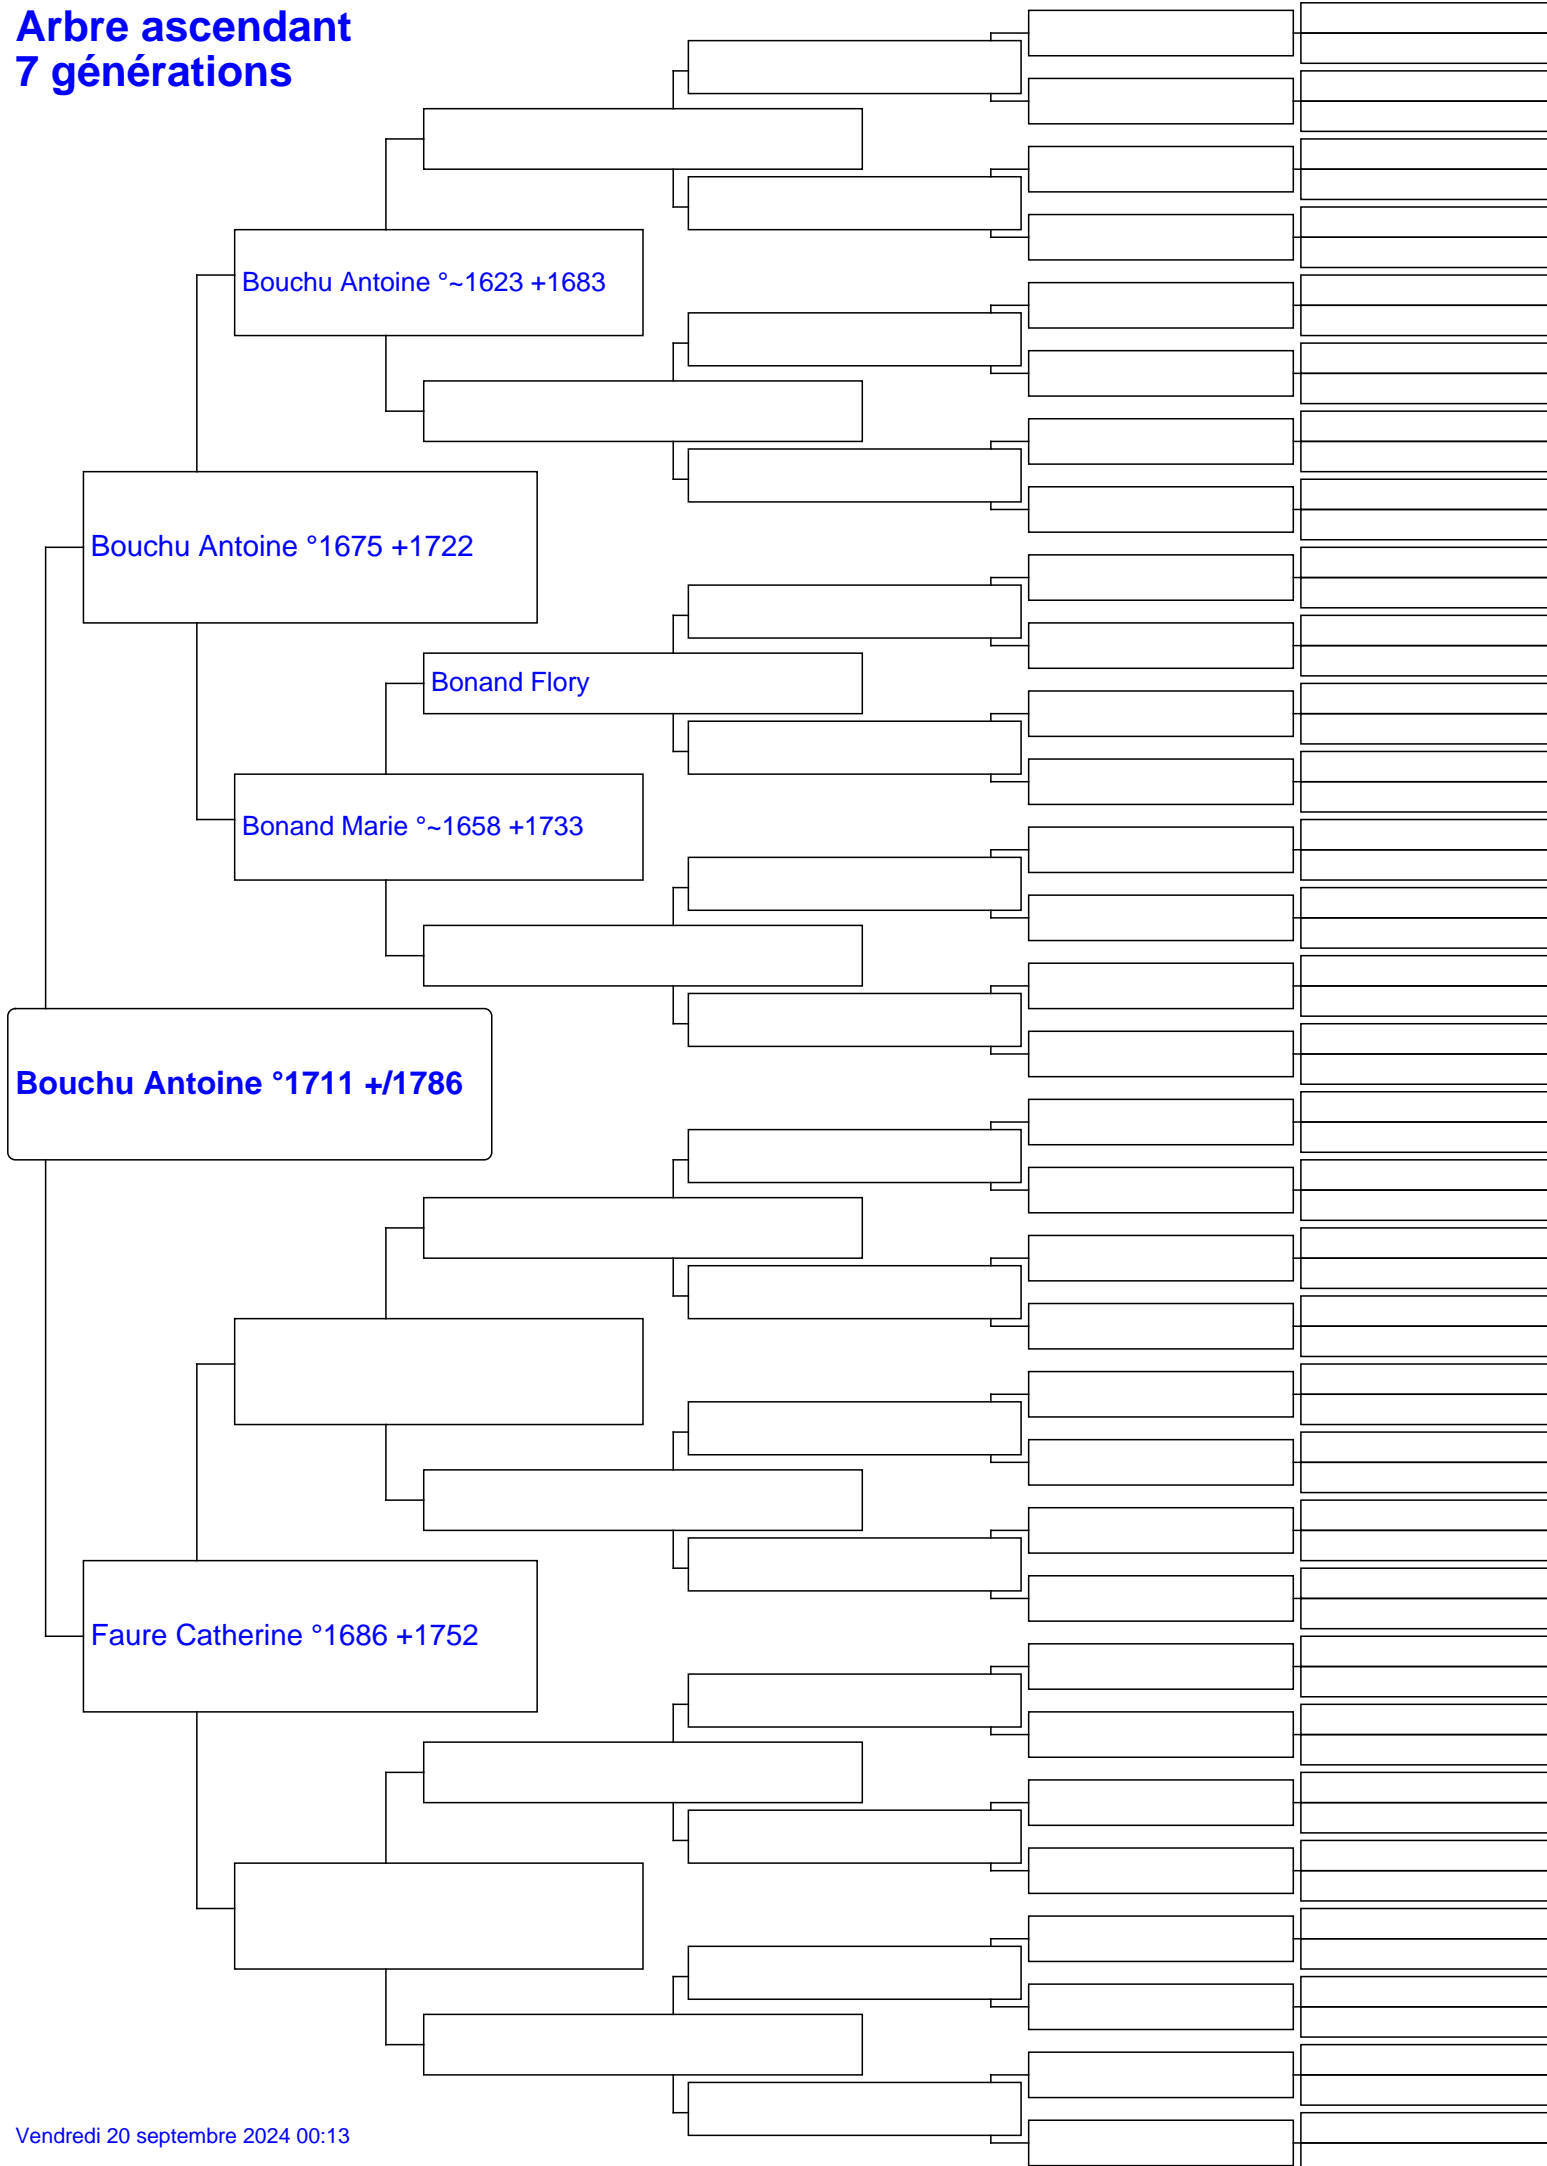 Arbre ascendant
7 générations
Bouchu Antoine °~1623 +1683
Bouchu Antoine °1675 +1722
Bonand Flory
Bonand Marie °~1658 +1733
Bouchu Antoine °1711 +/1786
Faure Catherine °1686 +1752
Vendredi 20 septembre 2024 00:13